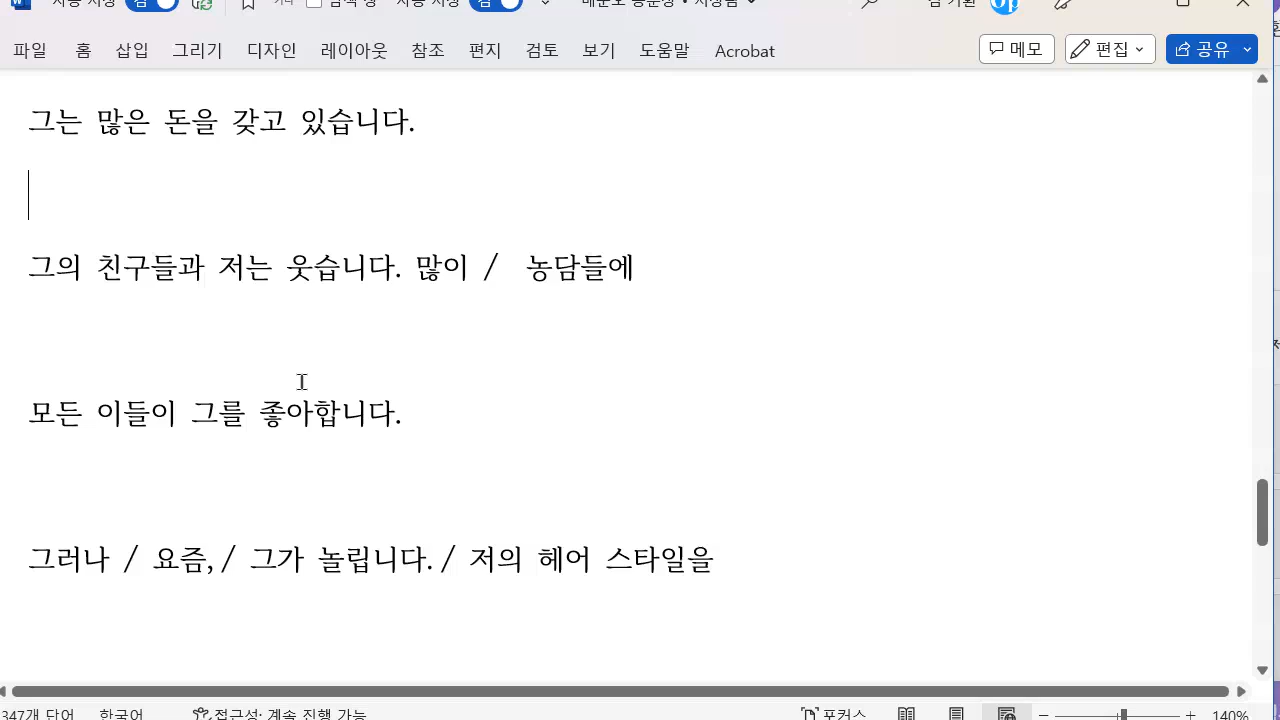 파일 홈 삽입 그리기 디자인 레이아웃 참조 편지 검토 보기 도움말 Acrobat 메모 편집 공유
그는 많은 돈을 갖고 있습니다.
그의 친구들과 저는 웃습니다. 많이 / 농담들에
모든 이들이 그를 좋아합니다.
그러나 / 요즘, / 그가 놀립니다. / 저의 헤어 스타일을
347개 단어 한국어 접근성: 계속 진행 가능 포커스 140%